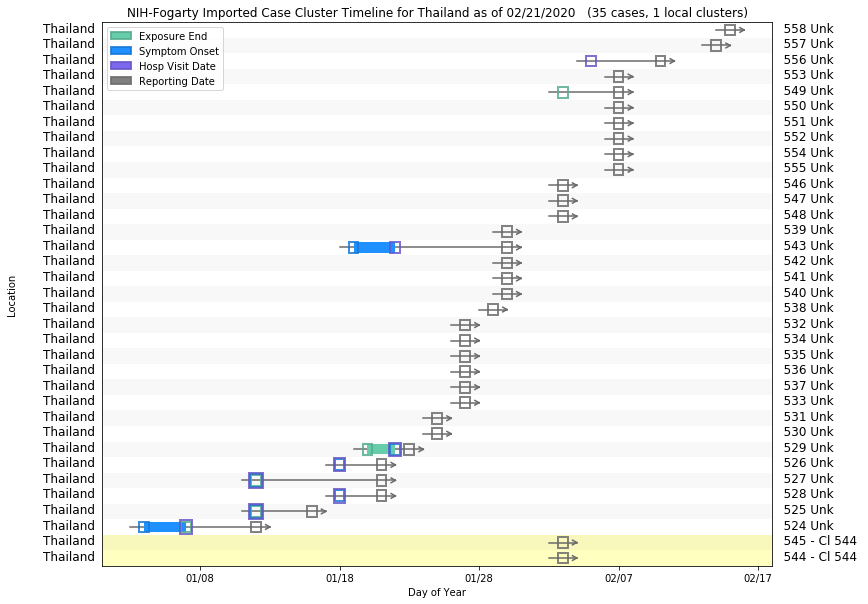 NIH-Fogarty Imported Case Cluster Timeline for Thailand as of 02/21/2020   (35 cases, 1 local clusters)
Exposure End
Symptom Onset
Hosp Visit Date
Reporting Date
Location
Thailand 558 Unk
Thailand 557 Unk
Thailand 556 Unk
Thailand 553 Unk
Thailand 549 Unk
Thailand 550 Unk
Thailand 551 Unk
Thailand 552 Unk
Thailand 554 Unk
Thailand 555 Unk
Thailand 546 Unk
Thailand 547 Unk
Thailand 548 Unk
Thailand 539 Unk
Thailand 543 Unk
Thailand 542 Unk
Thailand 541 Unk
Thailand 540 Unk
Thailand 538 Unk
Thailand 532 Unk
Thailand 534 Unk
Thailand 535 Unk
Thailand 536 Unk
Thailand 537 Unk
Thailand 533 Unk
Thailand 531 Unk
Thailand 530 Unk
Thailand 529 Unk
Thailand 526 Unk
Thailand 527 Unk
Thailand 528 Unk
Thailand 525 Unk
Thailand 524 Unk
Thailand 545 - Cl 544
Thailand 544 - Cl 544
01/08 01/18 01/28 02/07 02/17
Day of Year